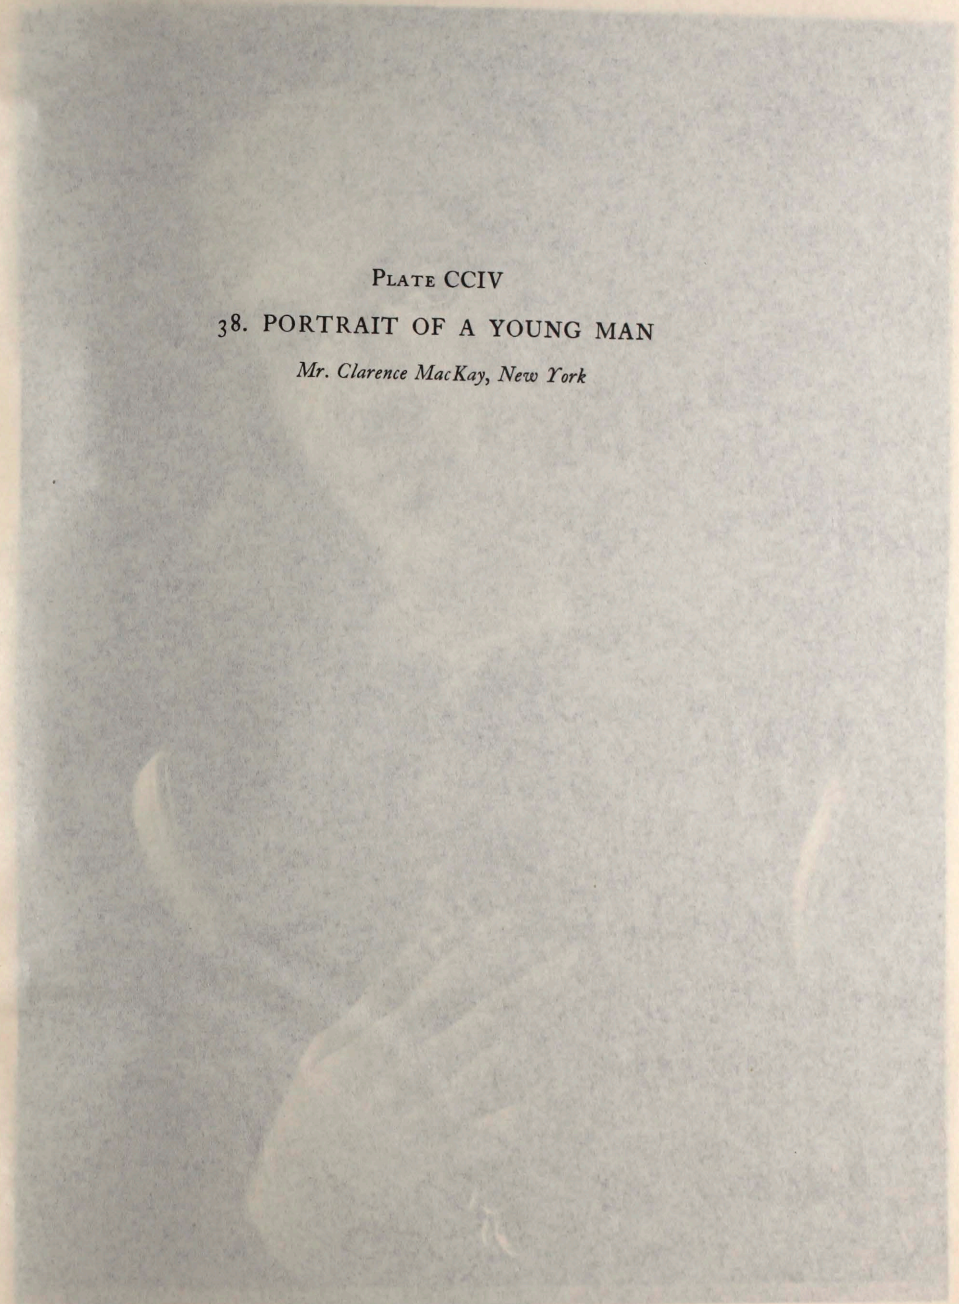 Plate CCIV
38. PORTRAIT OF A YOUNG MAN
Mr. Clarence MacKay, New York